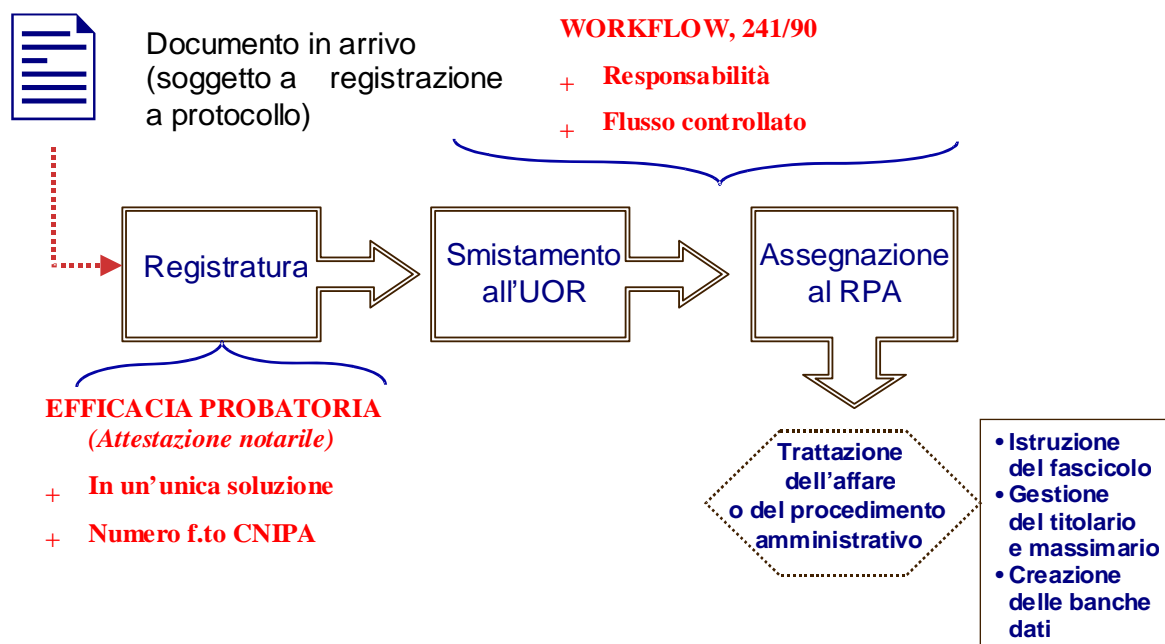 Documento in arrivo
(soggetto a registrazione
a protocollo)
WORKFLOW, 241/90
+ Responsabilità
+ Flusso controllato
Registratura
Smistamento
all’UOR
Assegnazione
al RPA
EFFICACIA PROBATORIA
(Attestazione notarile)
+ In un’unica soluzione
+ Numero f.to CNIPA
Trattazione
dell’affare
o del procedimento
amministrativo
• Istruzione
del fascicolo
• Gestione
del titolario
e massimario
• Creazione
delle banche
dati